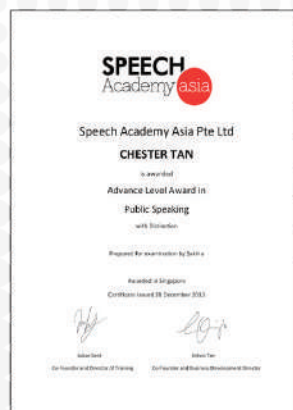 SPEECH
Academy asia
Speech Academy Asia Pte Ltd
CHESTER TAN
is awarded
Advance Level Award in
Public Speaking
with Distinction
Prepared for examination by
Awarded in Singapore
Certificate issued 28 December 2013
Co-Founder and Director of Training
Co-Founder and Business Development Director